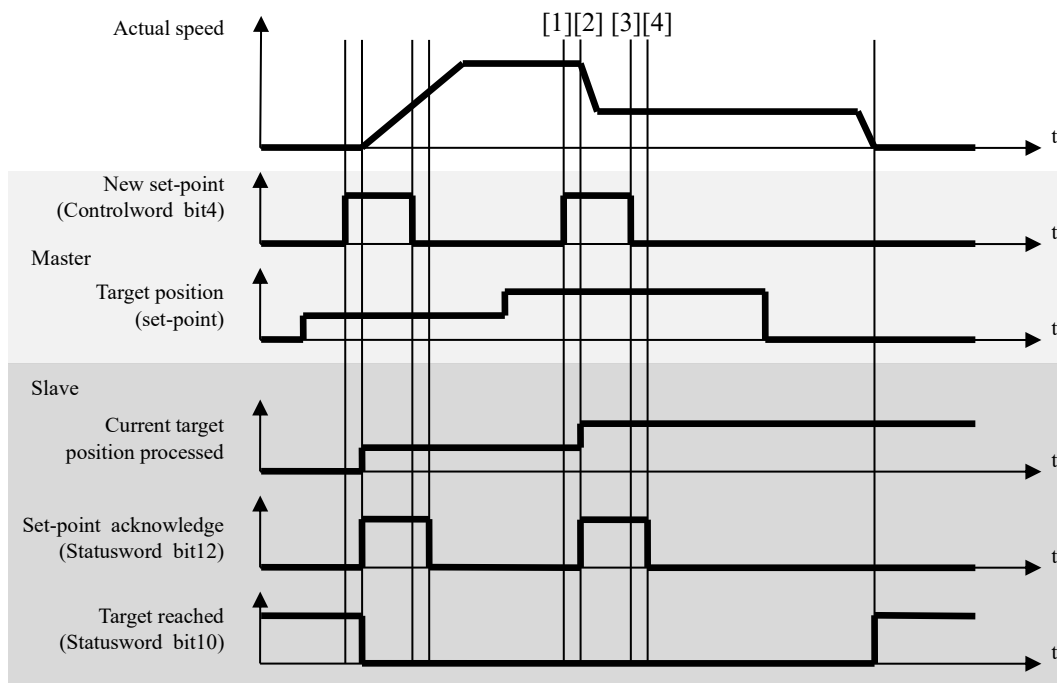 Actual speed
[1][2] [3][4]
t
New set-point
(Controlword bit4)
t
Master
Target position
(set-point)
t
Slave
Current target
position processed
t
Set-point acknowledge
(Statusword bit12)
t
Target reached
(Statusword bit10)
t